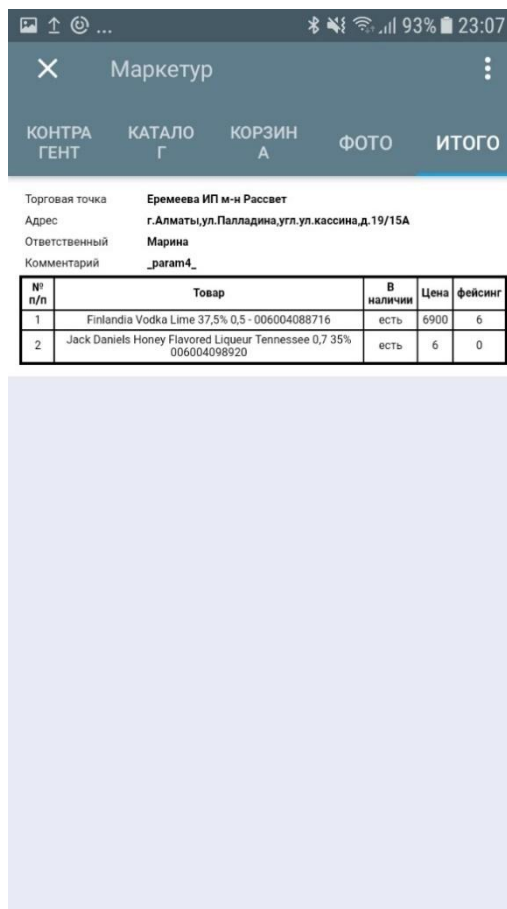 ... 93% 23:07
Маркетур
КОНТРА
ГЕНТ
КАТАЛО
Г
КОРЗИН
А
ФОТО
ИТОГО
Торговая точка Еремеева ИП м-н Рассвет
Адрес г.Алматы,ул.Палладина,угл.ул.кассина,д.19/15А
Ответственный Марина
Комментарий _param4_
№ п/п Товар В наличии Цена фейсинг
1 Finlandia Vodka Lime 37,5% 0,5 - 006004088716 есть 6900 6
2 Jack Daniels Honey Flavored Liqueur Tennessee 0,7 35%
006004098920 есть 6 0